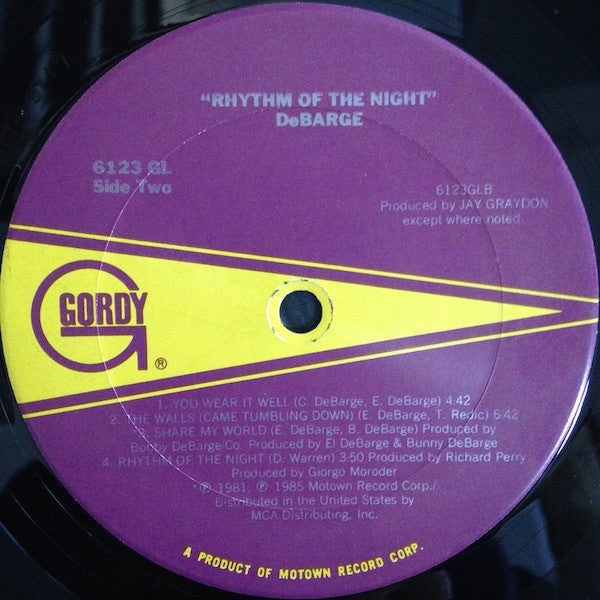 "RHYTHM OF THE NIGHT"
DeBARGE
6123 GL
Side Two
6123GLB
Produced by JAY GRAYDON
except where noted.
GORDY
®
1. YOU WEAR IT WELL (C. DeBarge, E. DeBarge) 4:42
2. THE WALLS (CAME TUMBLING DOWN) (E. DeBarge, T. Redic) 6:42
3. SHARE MY WORLD (E. DeBarge, B. DeBarge) Produced by
Bobby DeBarge/Co. Produced by El DeBarge & Bunny DeBarge
4. RHYTHM OF THE NIGHT (D. Warren) 3:50 Produced by Richard Perry
Produced by Giorgo Moroder
℗ 1981, ℗ 1985 Motown Record Corp./
Distributed in the United States by
MCA Distributing, Inc.
A PRODUCT OF MOTOWN RECORD CORP.